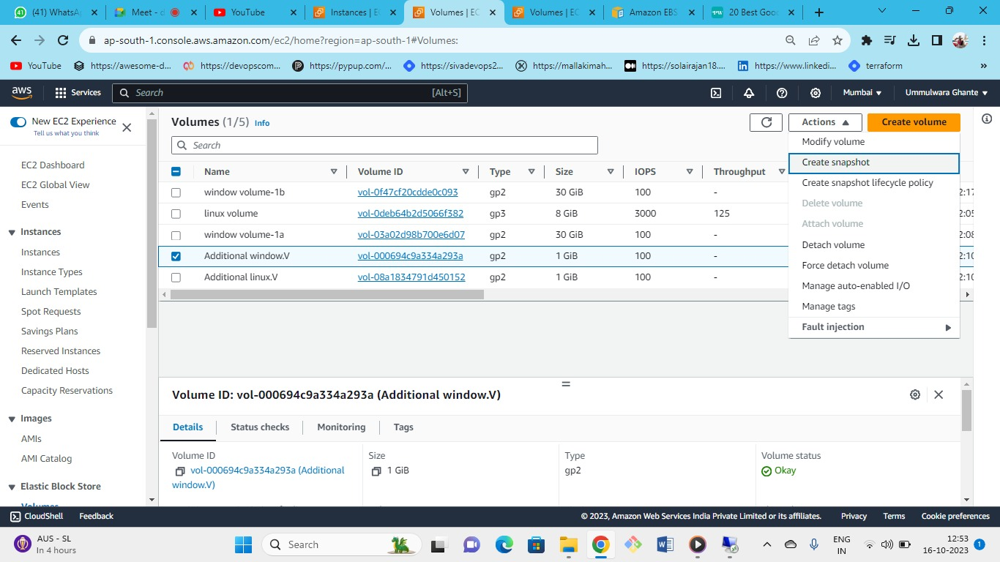 (41) WhatsA
Meet - d
YouTube
Instances | E
Volumes | EC
Volumes | EC
Amazon EBS
20 Best Goo
ap-south-1.console.aws.amazon.com/ec2/home?region=ap-south-1#Volumes:
YouTube
https://awesome-d...
https://devopscom...
https://pypup.com/...
https://sivadevops2...
https://mallakimah...
https://solairajan18....
https://www.linkedi...
terraform
»
aws
Services
Search
[Alt+S]
Mumbai
Ummulwara Ghante
New EC2 Experience
Tell us what you think
EC2 Dashboard
EC2 Global View
Events
Instances
Instances
Instance Types
Launch Templates
Spot Requests
Savings Plans
Reserved Instances
Dedicated Hosts
Capacity Reservations
Images
AMIs
AMI Catalog
Elastic Block Store
Volumes
Volumes (1/5) Info
Actions
Create volume
Search
Modify volume
Create snapshot
Create snapshot lifecycle policy
Delete volume
Attach volume
Detach volume
Force detach volume
Manage auto-enabled I/O
Manage tags
Fault injection
Name Volume ID Type Size IOPS Throughput
window volume-1b vol-0f47cf20cdde0c093 gp2 30 GiB 100 - 2:17
linux volume vol-0deb64b2d5066f382 gp3 8 GiB 3000 125 2:05
window volume-1a vol-03a02d98b700e6d07 gp2 30 GiB 100 - 2:08
Additional window.V vol-000694c9a334a293a gp2 1 GiB 100 - 2:10
Additional linux.V vol-08a1834791d450152 gp2 1 GiB 100 - 2:10
Volume ID: vol-000694c9a334a293a (Additional window.V)
Details
Status checks
Monitoring
Tags
Volume ID
vol-000694c9a334a293a (Additional
window.V)
Size
1 GiB
Type
gp2
Volume status
Okay
CloudShell
Feedback
© 2023, Amazon Web Services India Private Limited or its affiliates.
Privacy
Terms
Cookie preferences
AUS - SL
In 4 hours
Search
ENG
IN
12:53
16-10-2023
1